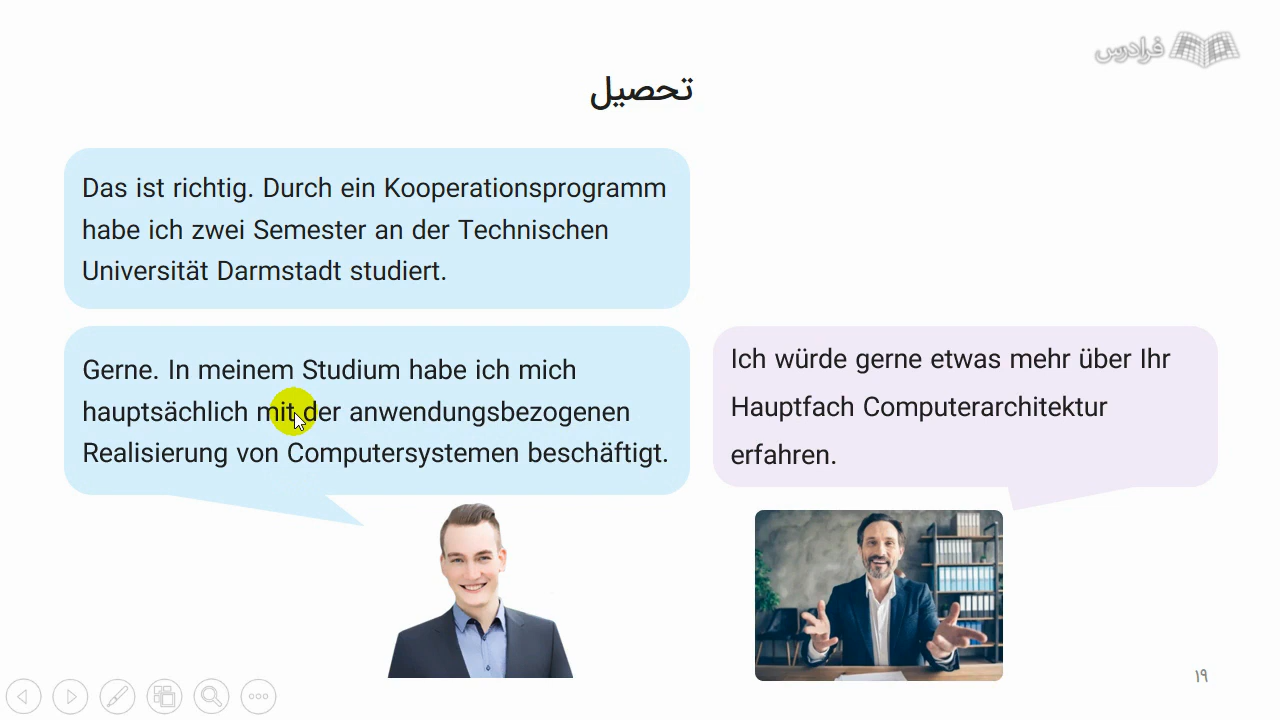 فرادرس
تحصیل
Das ist richtig. Durch ein Kooperationsprogramm
habe ich zwei Semester an der Technischen
Universität Darmstadt studiert.
Ich würde gerne etwas mehr über Ihr
Hauptfach Computerarchitektur
erfahren.
Gerne. In meinem Studium habe ich mich
hauptsächlich mit der anwendungsbezogenen
Realisierung von Computersystemen beschäftigt.
۱۹